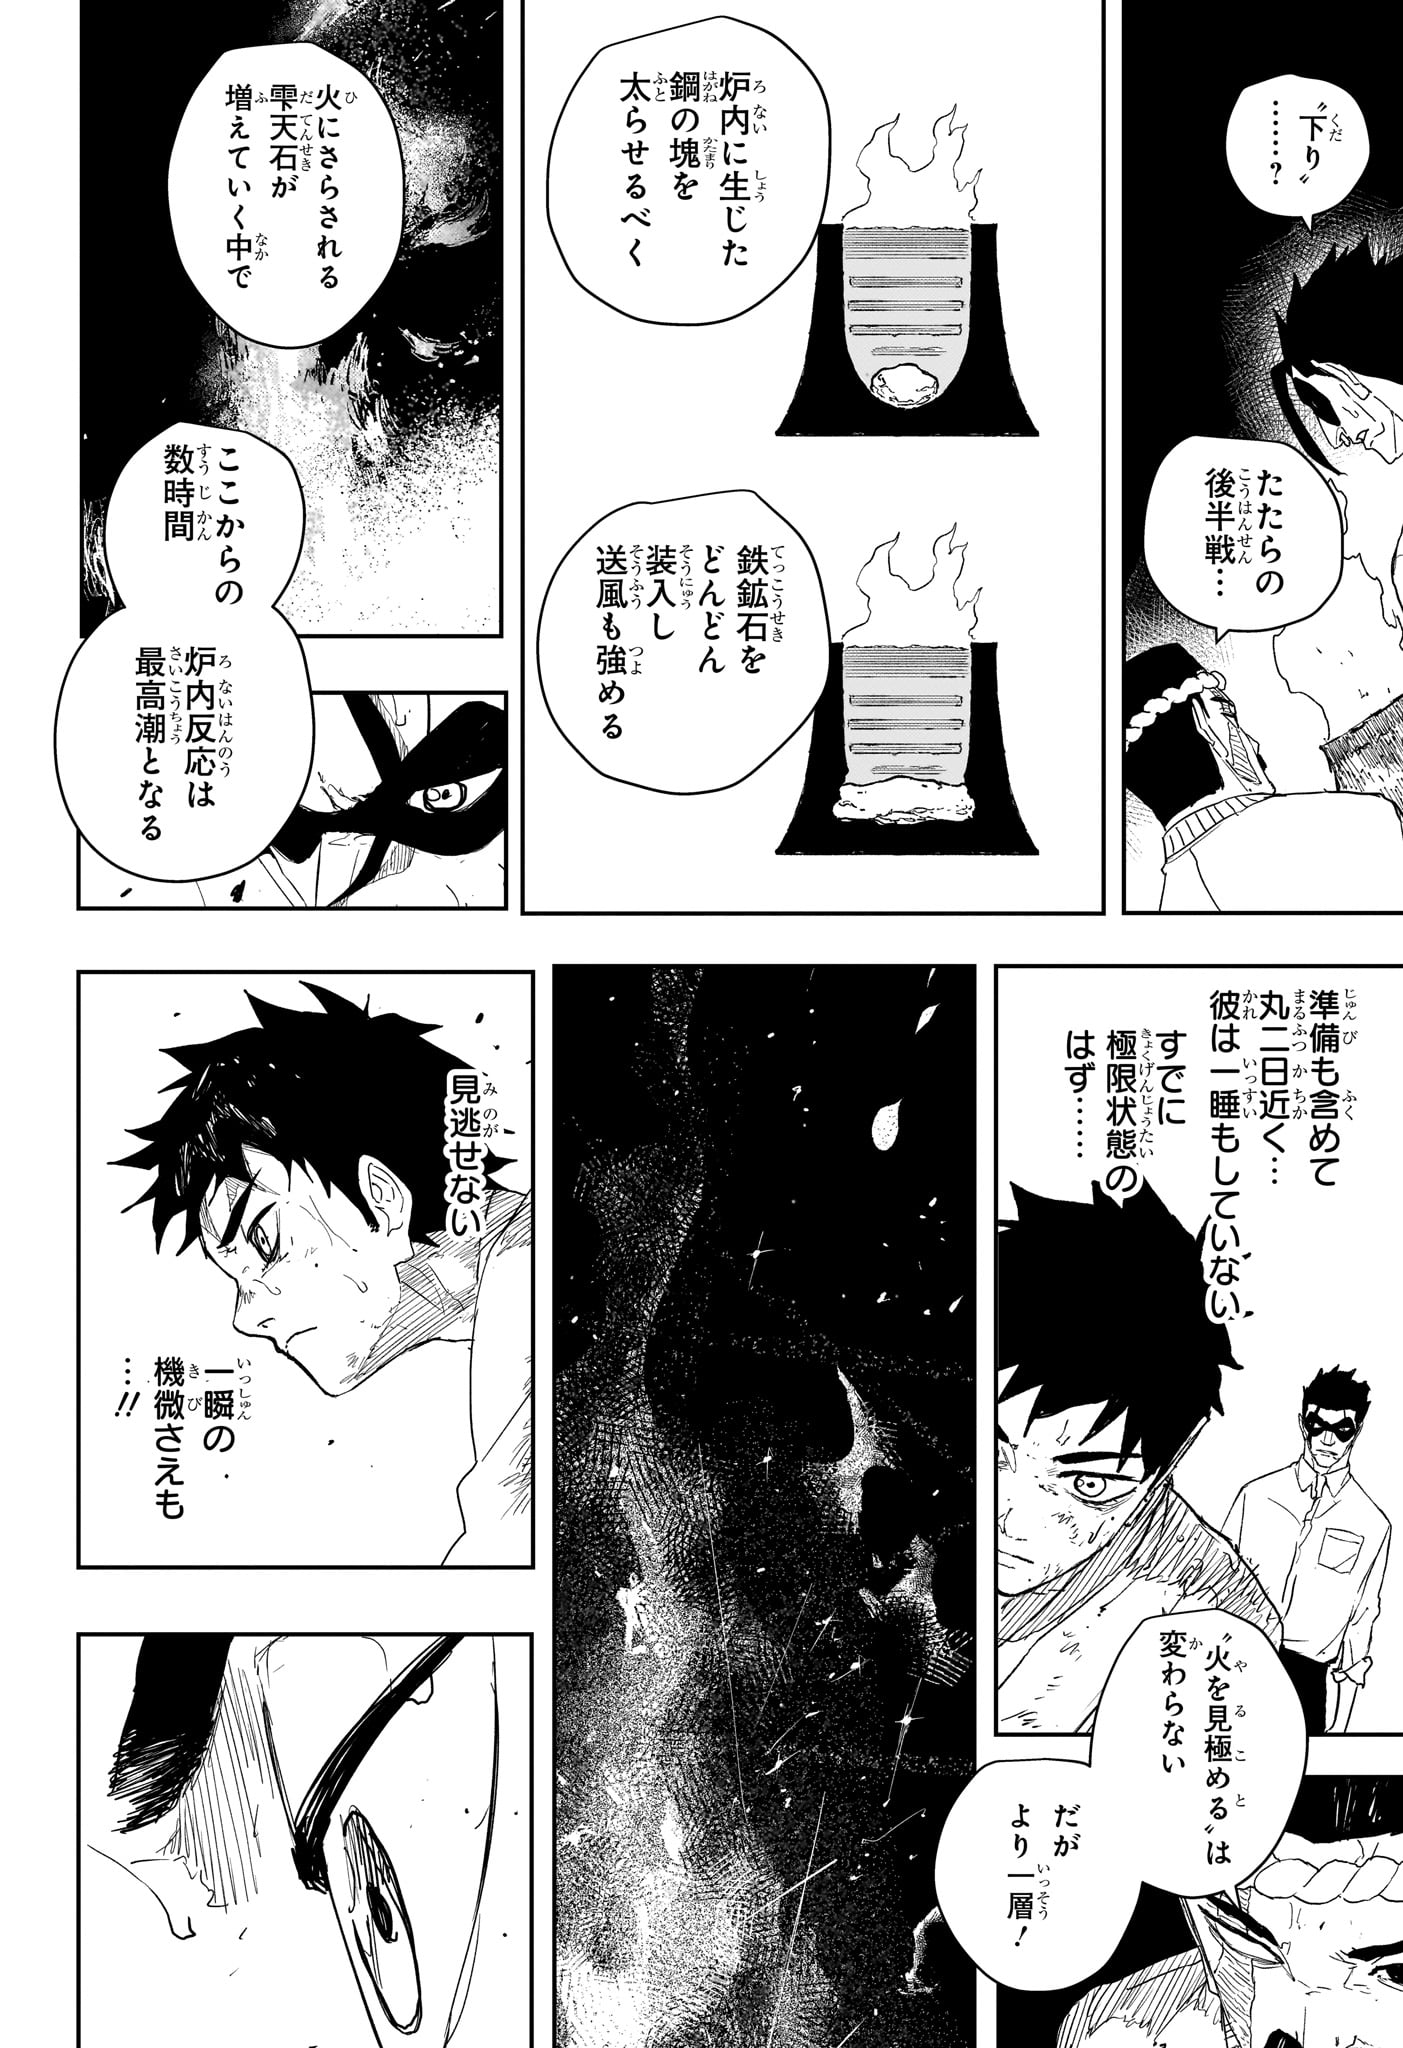 〝下り〟
……?
たたらの
後半戦…
炉内に生じた
鋼の塊を
太らせるべく
鉄鉱石を
どんどん
装入し
送風も強める
火にさらされる
雫天石が
増えていく中で
ここからの
数時間
炉内反応は
最高潮となる
準備も含めて
丸二日近く…
彼は一睡もしていない
すでに
極限状態の
はず……
〝火を見極める〟は
変わらない
だが
より一層!
見逃せない
一瞬の
機微さえも
…!!